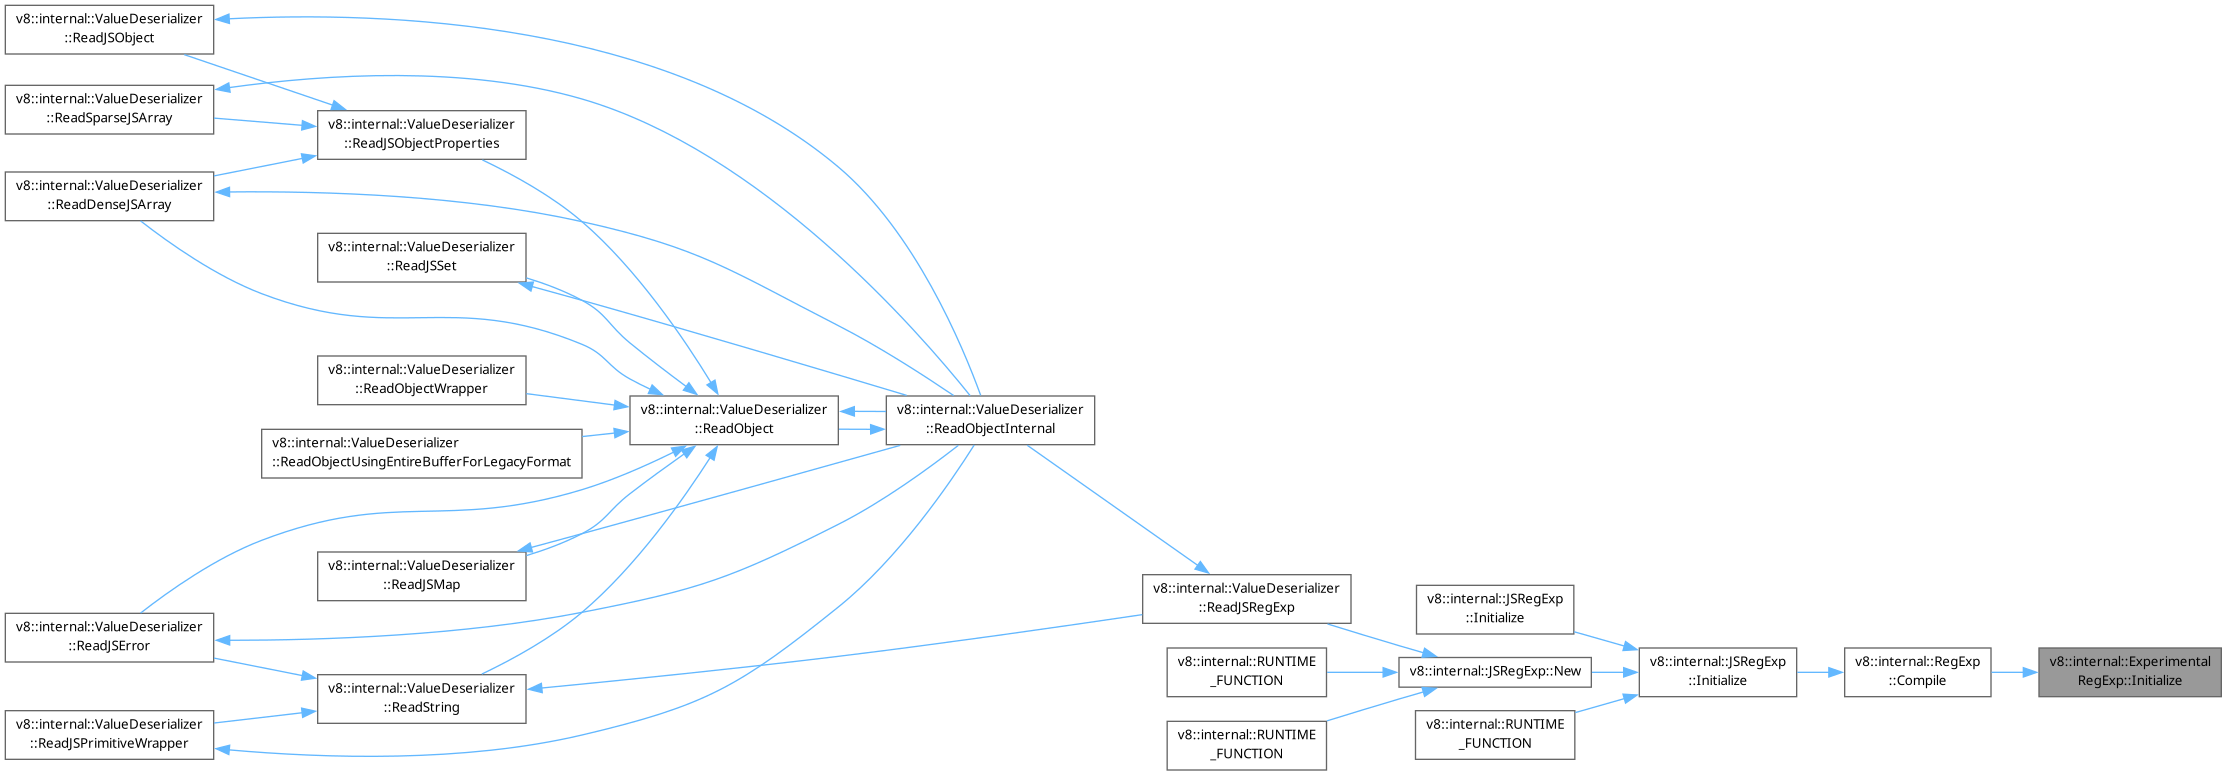 v8::internal::ValueDeserializer
::ReadJSObject
v8::internal::ValueDeserializer
::ReadSparseJSArray
v8::internal::ValueDeserializer
::ReadJSObjectProperties
v8::internal::ValueDeserializer
::ReadDenseJSArray
v8::internal::ValueDeserializer
::ReadJSSet
v8::internal::ValueDeserializer
::ReadObjectWrapper
v8::internal::ValueDeserializer
::ReadObject
v8::internal::ValueDeserializer
::ReadObjectInternal
v8::internal::ValueDeserializer
::ReadObjectUsingEntireBufferForLegacyFormat
v8::internal::ValueDeserializer
::ReadJSMap
v8::internal::ValueDeserializer
::ReadJSRegExp
v8::internal::JSRegExp
::Initialize
v8::internal::ValueDeserializer
::ReadJSError
v8::internal::RUNTIME
_FUNCTION
v8::internal::JSRegExp::New
v8::internal::JSRegExp
::Initialize
v8::internal::RegExp
::Compile
v8::internal::Experimental
RegExp::Initialize
v8::internal::ValueDeserializer
::ReadString
v8::internal::ValueDeserializer
::ReadJSPrimitiveWrapper
v8::internal::RUNTIME
_FUNCTION
v8::internal::RUNTIME
_FUNCTION